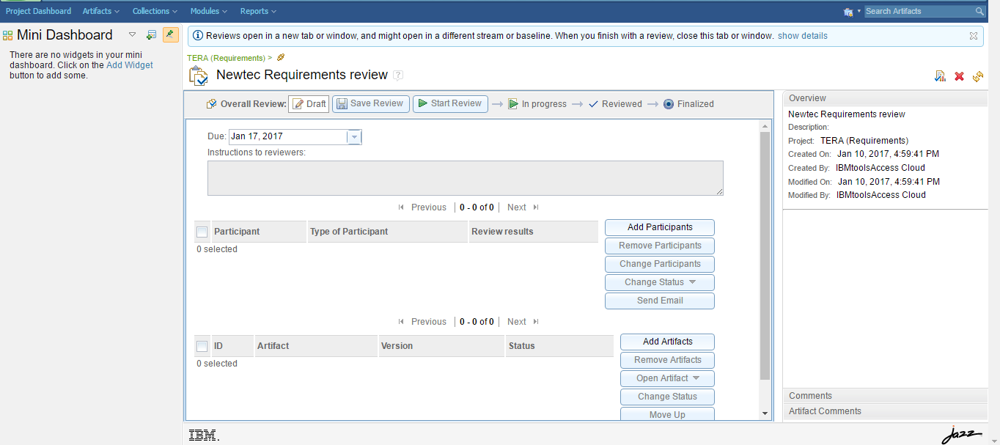 Project Dashboard Artifacts Collections Modules Reports Search Artifacts
Mini Dashboard
There are no widgets in your mini
dashboard. Click on the Add Widget
button to add some.
Reviews open in a new tab or window, and might open in a different stream or baseline. When you finish with a review, close this tab or window. show details
TERA (Requirements) >
Newtec Requirements review ?
Overall Review: Draft Save Review Start Review In progress Reviewed Finalized
Due: Jan 17, 2017
Instructions to reviewers:
Previous 0 - 0 of 0 Next
Participant Type of Participant Review results
0 selected
Add Participants
Remove Participants
Change Participants
Change Status
Send Email
Previous 0 - 0 of 0 Next
ID Artifact Version Status
0 selected
Add Artifacts
Remove Artifacts
Open Artifact
Change Status
Move Up
Overview
Newtec Requirements review
Description:
Project: TERA (Requirements)
Created On: Jan 10, 2017, 4:59:41 PM
Created By: IBMtoolsAccess Cloud
Modified On: Jan 10, 2017, 4:59:41 PM
Modified By: IBMtoolsAccess Cloud
Comments
Artifact Comments
IBM.
jazz